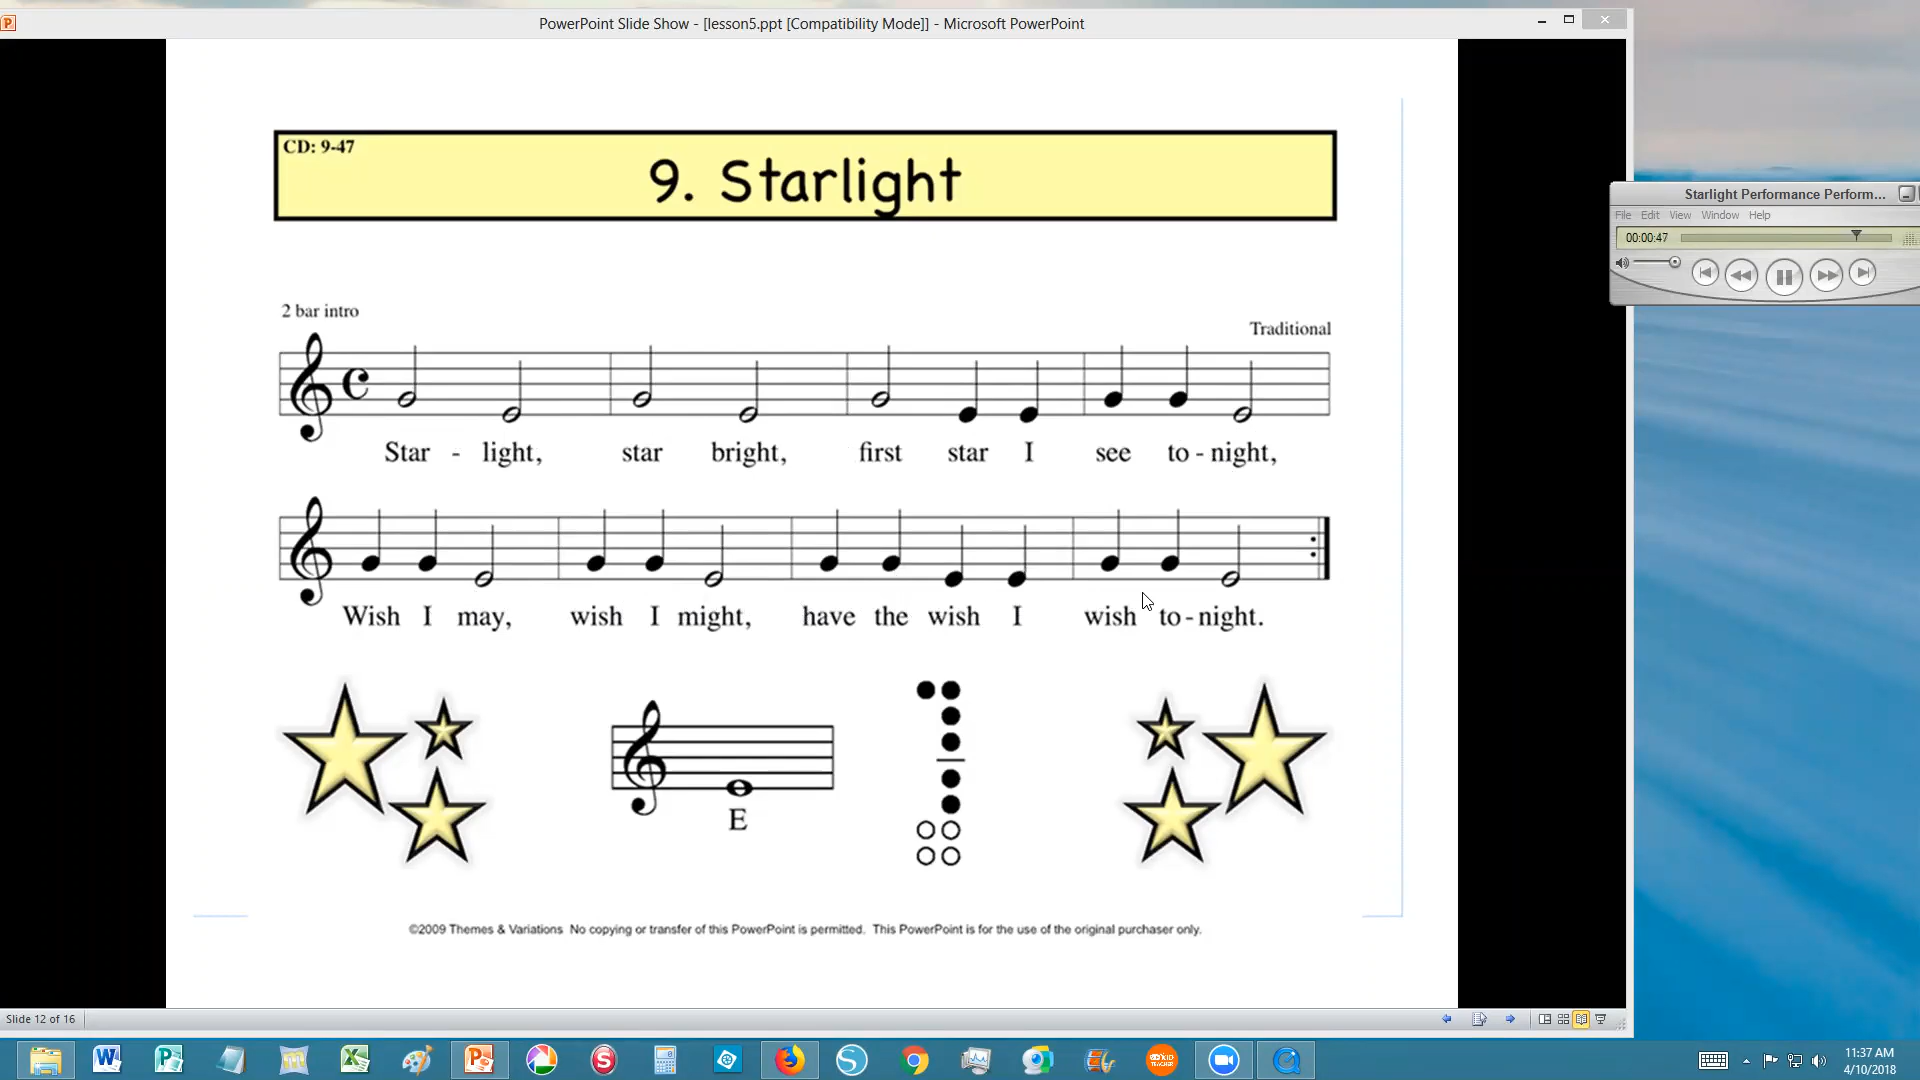 PowerPoint Slide Show - [lesson5.ppt [Compatibility Mode]] - Microsoft PowerPoint
CD: 9-47
9. Starlight
2 bar intro
Traditional
Star - light, star bright, first star I see to - night,
Wish I may, wish I might, have the wish I wish to - night.
E
©2009 Themes & Variations No copying or transfer of this PowerPoint is permitted. This PowerPoint is for the use of the original purchaser only.
Starlight Performance Perform...
File Edit View Window Help
00:00:47
Slide 12 of 16
11:37 AM
4/10/2018